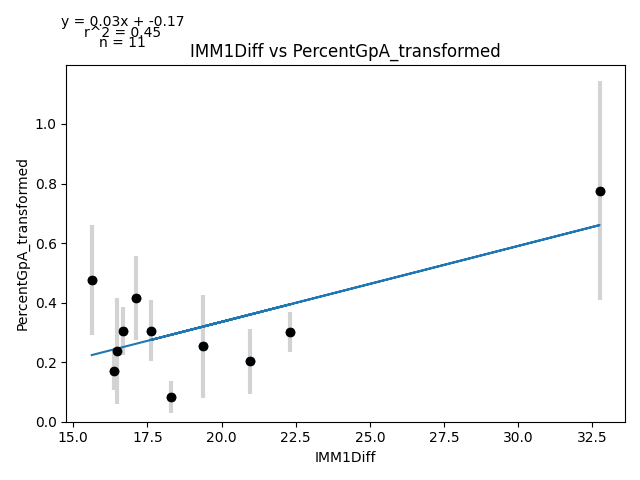 y = 0.03x + -0.17
r^2 = 0.45
n = 11
IMM1Diff vs PercentGpA_transformed
PercentGpA_transformed
1.0
0.8
0.6
0.4
0.2
0.0
15.0 17.5 20.0 22.5 25.0 27.5 30.0 32.5
IMM1Diff